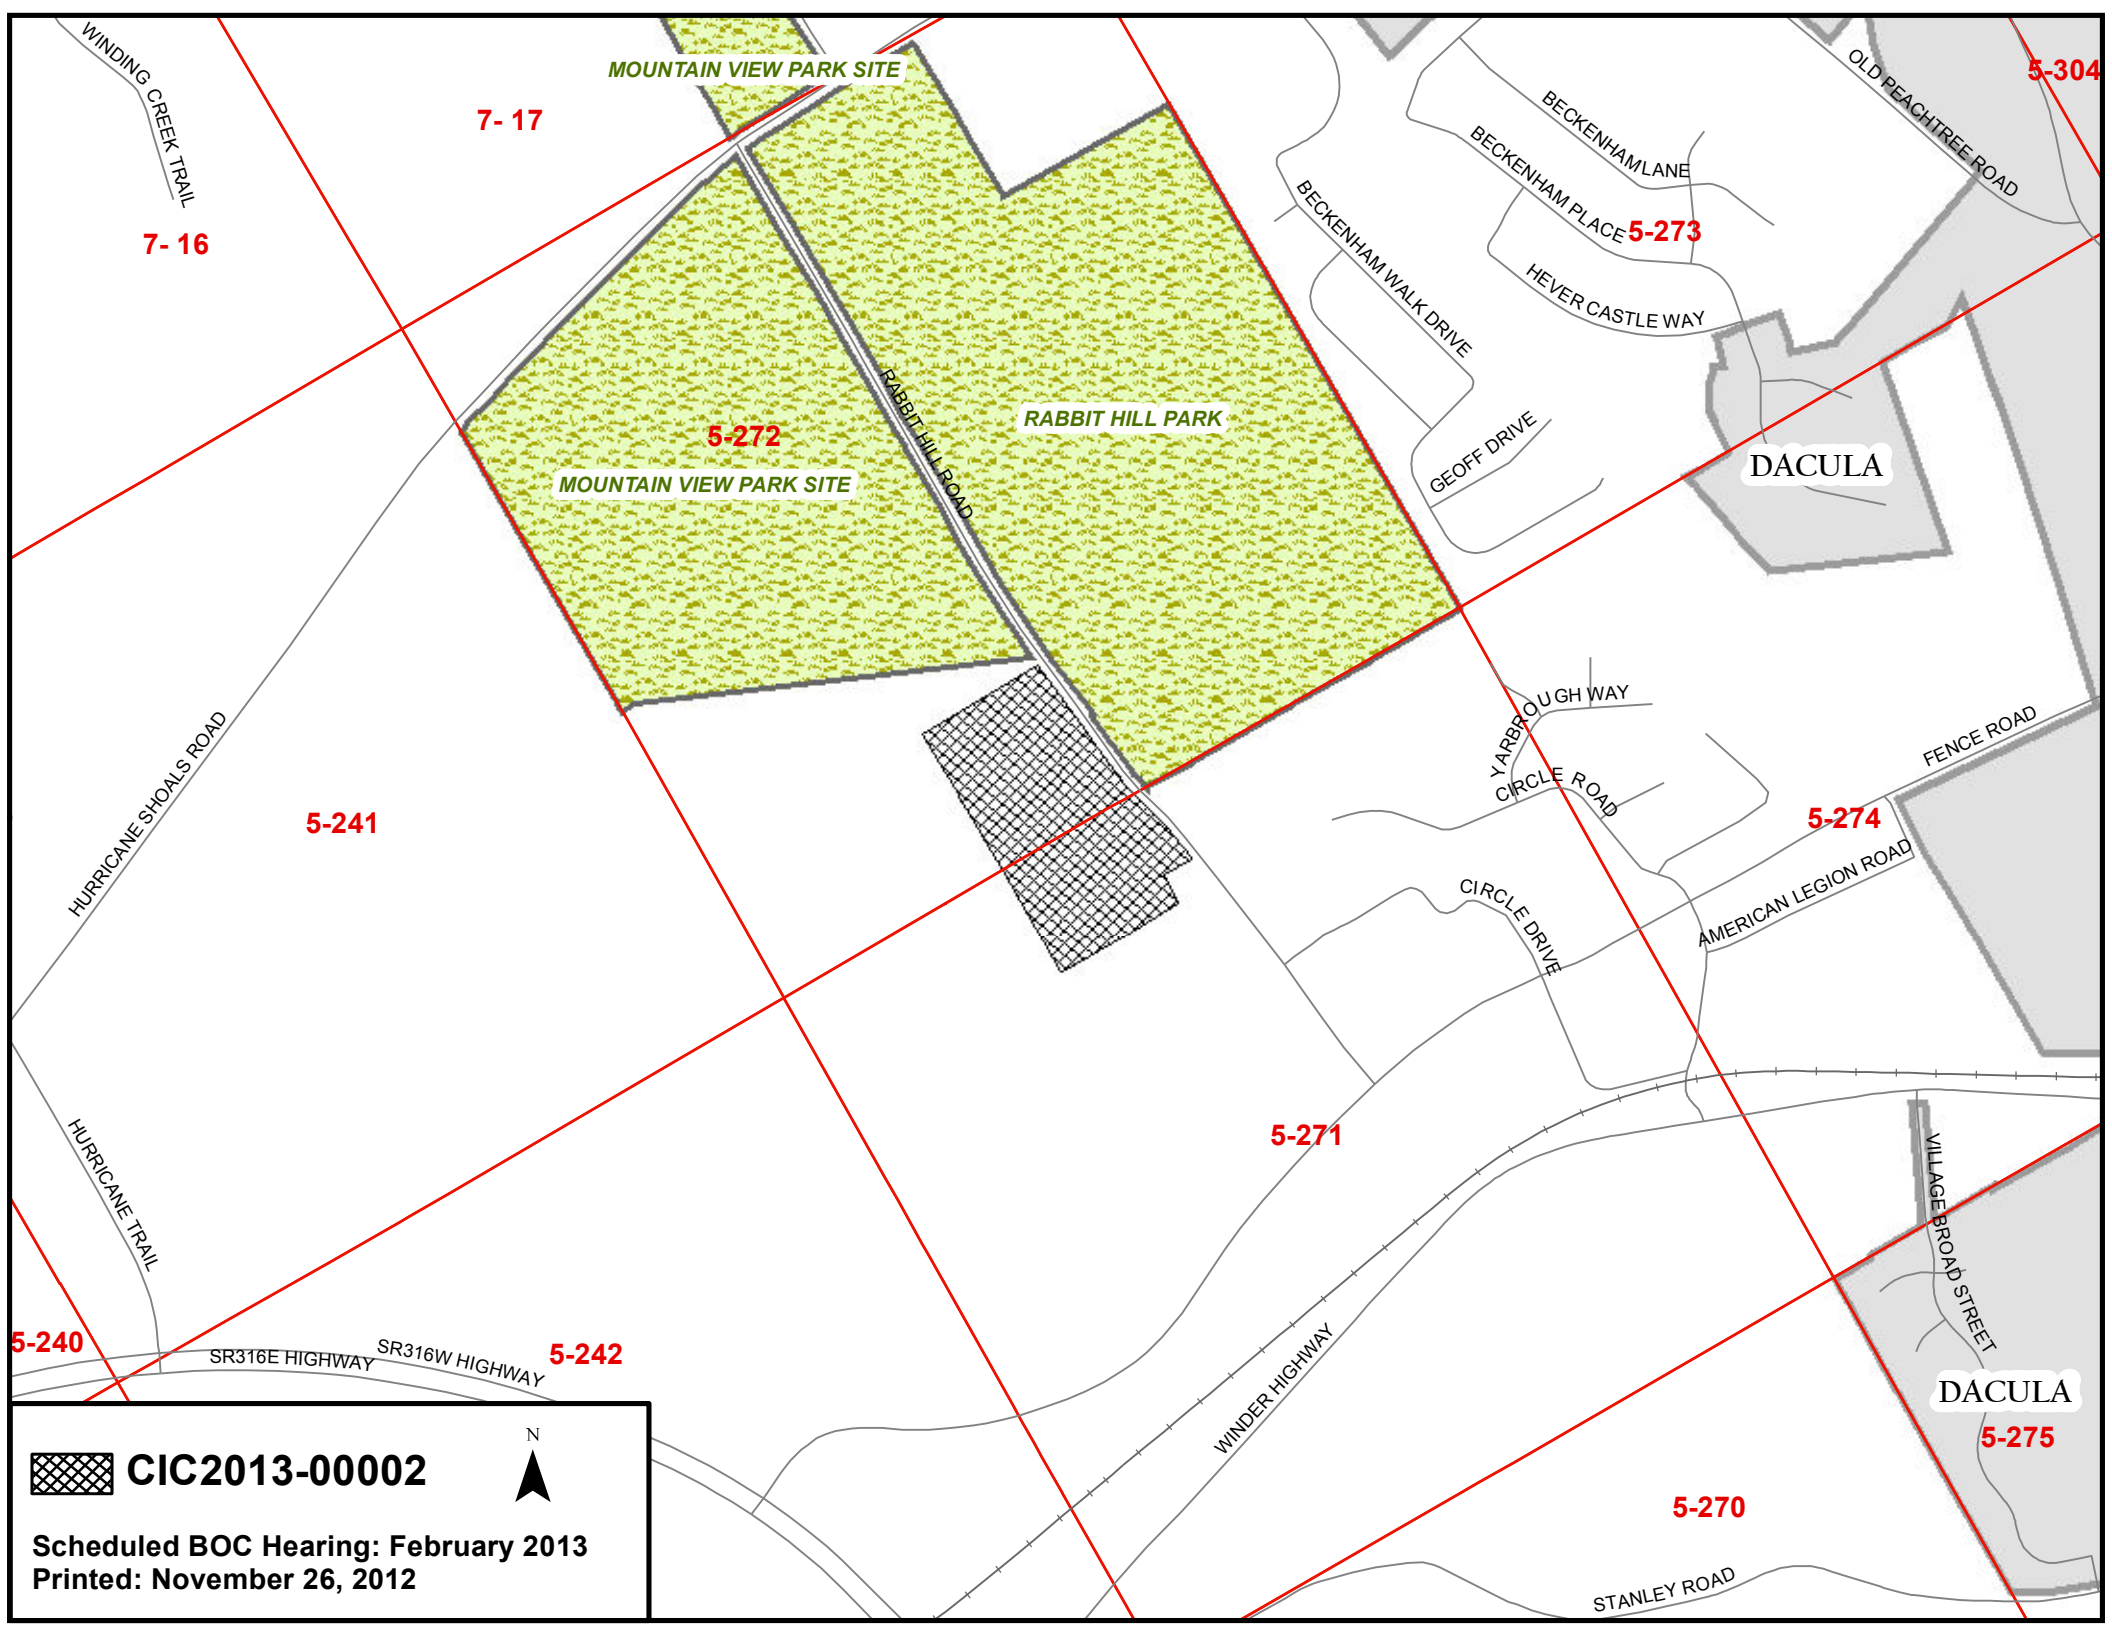 WINDING CREEK TRAIL
MOUNTAIN VIEW PARK SITE
7- 17
7- 16
OLD PEACHTREE ROAD
5-304
BECKENHAM LANE
BECKENHAM PLACE
5-273
BECKENHAM WALK DRIVE
HEVER CASTLE WAY
RABBIT HILL ROAD
RABBIT HILL PARK
5-272
MOUNTAIN VIEW PARK SITE
GEOFF DRIVE
DACULA
HURRICANE SHOALS ROAD
5-241
YARBROUGH WAY
CIRCLE ROAD
FENCE ROAD
5-274
AMERICAN LEGION ROAD
CIRCLE DRIVE
HURRICANE TRAIL
5-271
VILLAGE BROAD STREET
5-240
SR316E HIGHWAY
SR316W HIGHWAY
5-242
WINDER HIGHWAY
DACULA
5-275
5-270
STANLEY ROAD
N
CIC2013-00002
Scheduled BOC Hearing: February 2013
Printed: November 26, 2012